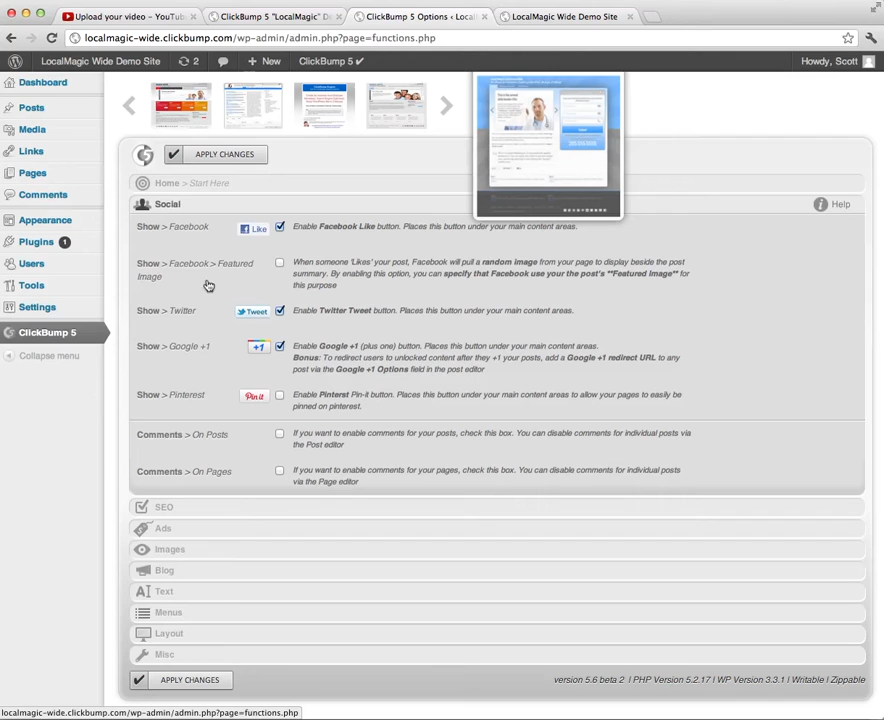 Upload your video – YouTub
ClickBump 5 "LocalMagic" De
ClickBump 5 Options ‹ Local
LocalMagic Wide Demo Site
localmagic-wide.clickbump.com/wp-admin/admin.php?page=functions.php
LocalMagic Wide Demo Site
2
+ New
ClickBump 5 ✔
Howdy, Scott
Dashboard
Posts
Media
Links
Pages
Comments
Appearance
Plugins 1
Users
Tools
Settings
ClickBump 5
Collapse menu
APPLY CHANGES
Home > Start Here
Social
Help
Show > Facebook
Like
Enable Facebook Like button. Places this button under your main content areas.
Show > Facebook > Featured
Image
When someone 'Likes' your post, Facebook will pull a random image from your page to display beside the post
summary. By enabling this option, you can specify that Facebook use your the post's **Featured Image** for
this purpose
Show > Twitter
Tweet
Enable Twitter Tweet button. Places this button under your main content areas.
Show > Google +1
+1
Enable Google +1 (plus one) button. Places this button under your main content areas.
Bonus: To redirect users to unlocked content after they +1 your posts, add a Google +1 redirect URL to any
post via the Google +1 Options field in the post editor
Show > Pinterest
Pin it
Enable Pinterst Pin-it button. Places this button under your main content areas to allow your pages to easily be
pinned on pinterest.
Comments > On Posts
If you want to enable comments for your posts, check this box. You can disable comments for individual posts via
the Post editor
Comments > On Pages
If you want to enable comments for your pages, check this box. You can disable comments for individual posts
via the Page editor
SEO
Ads
Images
Blog
Text
Menus
Layout
Misc
APPLY CHANGES
version 5.6 beta 2 | PHP Version 5.2.17 | WP Version 3.3.1 | Writable | Zippable
localmagic-wide.clickbump.com/wp-admin/admin.php?page=functions.php